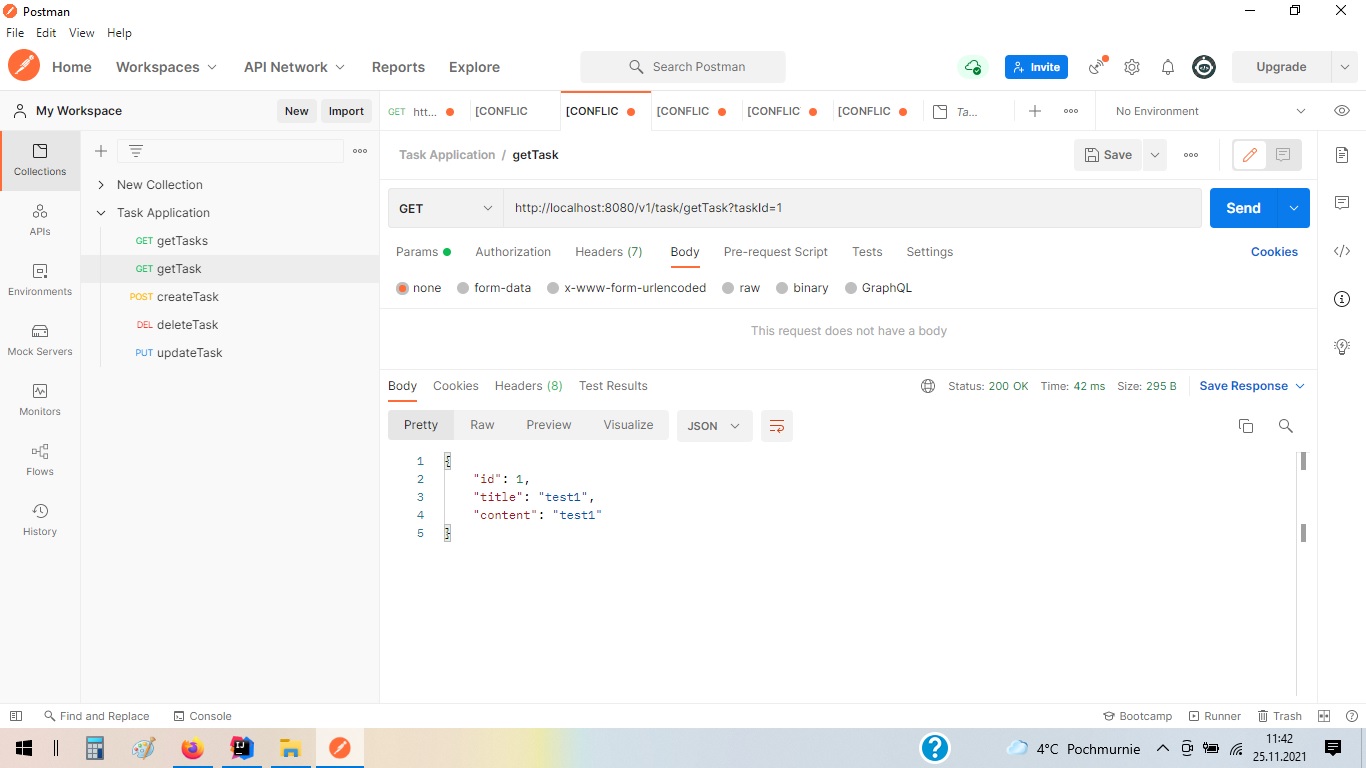 Postman
File Edit View Help
Home Workspaces API Network Reports Explore Search Postman Invite Upgrade
My Workspace New Import
GET htt... [CONFLIC [CONFLIC [CONFLIC [CONFLIC [CONFLIC Ta... No Environment
Collections
APIs
Environments
Mock Servers
Monitors
Flows
History
New Collection
Task Application
GET getTasks
GET getTask
POST createTask
DEL deleteTask
PUT updateTask
Task Application / getTask Save
GET http://localhost:8080/v1/task/getTask?taskId=1 Send
Params Authorization Headers (7) Body Pre-request Script Tests Settings Cookies
none form-data x-www-form-urlencoded raw binary GraphQL
This request does not have a body
Body Cookies Headers (8) Test Results Status: 200 OK Time: 42 ms Size: 295 B Save Response
Pretty Raw Preview Visualize JSON
1 {
2 "id": 1,
3 "title": "test1",
4 "content": "test1"
5 }
Find and Replace Console Bootcamp Runner Trash
4°C Pochmurnie 11:42
25.11.2021